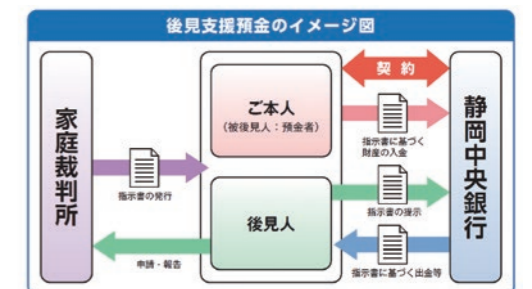 後見支援預金のイメージ図
家庭裁判所
指示書の発行
申請・報告
ご本人
(被後見人：預金者)
後見人
契約
指示書に基づく
財産の入金
指示書の提示
指示書に基づく出金等
静岡中央銀行